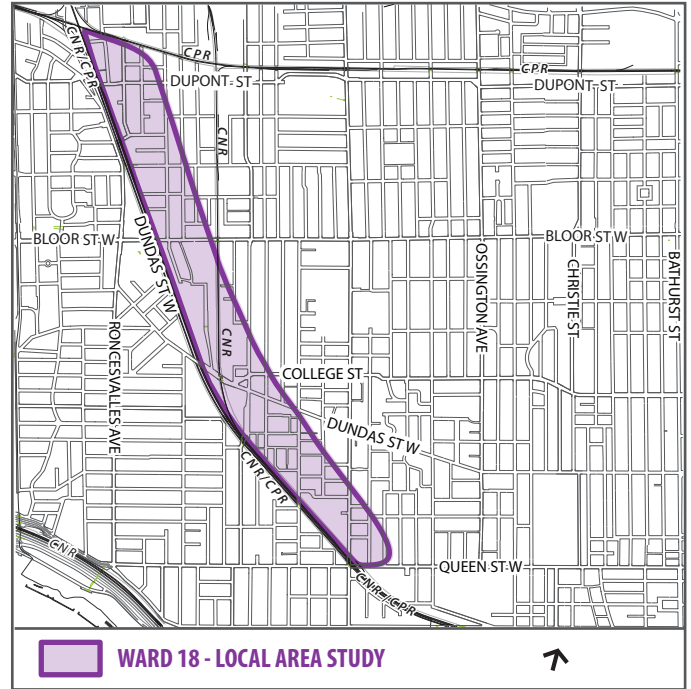 CNR/CPR
CPR
CPR
DUPONT ST
DUPONT ST
CNR
DUNDAS ST W
BLOOR ST W
BLOOR ST W
OSSINGTON AVE
CHRISTIE ST
BATHURST ST
RONCESVALLES AVE
CNR
COLLEGE ST
DUNDAS ST W
CNR/CPR
CNR
QUEEN ST W
CNR/CPR
WARD 18 - LOCAL AREA STUDY